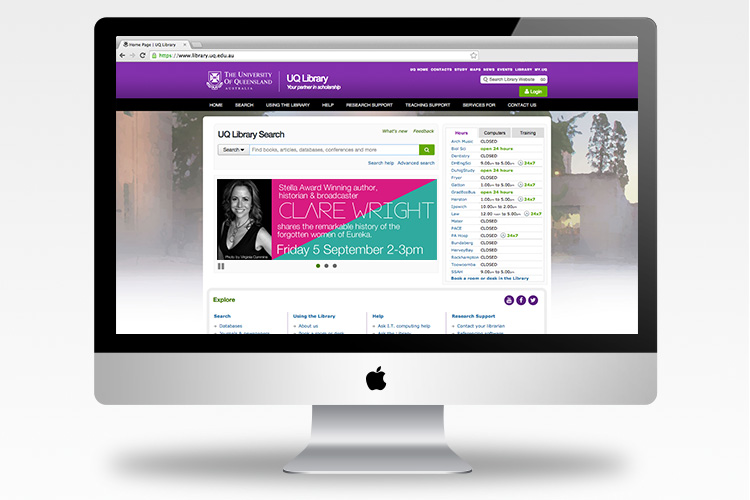 Home Page | UQ Library
https://www.library.uq.edu.au
UQ HOME CONTACTS STUDY MAPS NEWS EVENTS LIBRARY MY.UQ
THE UNIVERSITY
OF QUEENSLAND
AUSTRALIA
UQ Library
Your partner in scholarship
Search Library Website GO
Login
HOME SEARCH USING THE LIBRARY HELP RESEARCH SUPPORT TEACHING SUPPORT SERVICES FOR CONTACT US
UQ Library Search
What's new Feedback
Search Find books, articles, databases, conferences and more
Search help Advanced search
Stella Award Winning author,
historian & broadcaster
CLARE WRIGHT
shares the remarkable history of the
forgotten women of Eureka.
Friday 5 September 2-3pm
Photo by Virginia Cummins
Hours Computers Training
Arch Music CLOSED
Biol Sci open 24 hours
Dentistry CLOSED
DHEngSci 9.00am to 5.00pm 24x7
DuhigStudy open 24 hours
Fryer CLOSED
Gatton 1.00pm to 5.00pm 24x7
GradPosBus open 24 hours
Herston 1.00pm to 5.00pm 24x7
Ipswich 10.00am to 2.00pm
Law 12.00 to 5.00pm 24x7
Mater CLOSED
PACE CLOSED
PA Hosp CLOSED 24x7
Bundaberg CLOSED
HerveyBay CLOSED
Rockhampton CLOSED
Toowoomba CLOSED
SSAH 9.00am to 5.00pm
Book a room or desk in the Library
Explore
Search Using the Library Help Research Support
Databases About us Ask I.T. computing help Contact your librarian